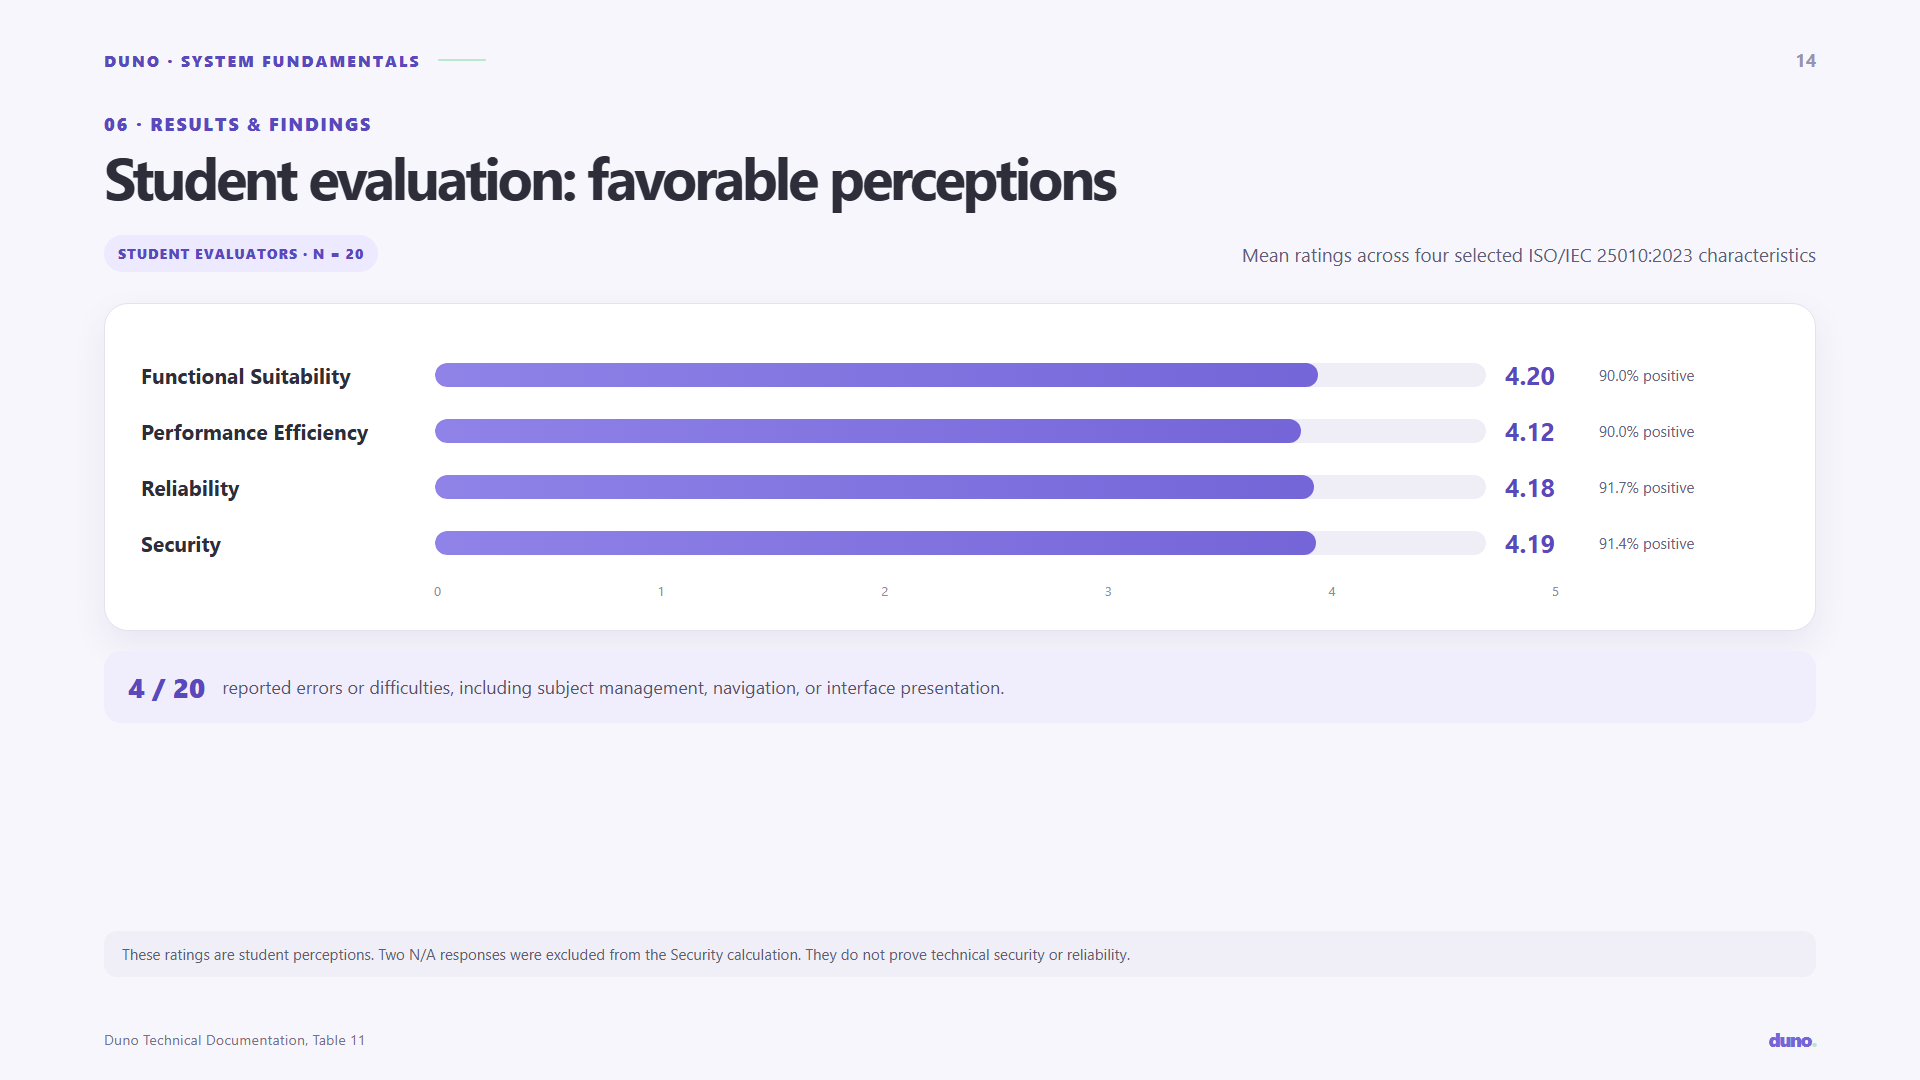 DUNO · SYSTEM FUNDAMENTALS
14
06 · RESULTS & FINDINGS
Student evaluation: favorable perceptions
STUDENT EVALUATORS · N = 20
Mean ratings across four selected ISO/IEC 25010:2023 characteristics
Functional Suitability 4.20 90.0% positive
Performance Efficiency 4.12 90.0% positive
Reliability 4.18 91.7% positive
Security 4.19 91.4% positive
0 1 2 3 4 5
4 / 20 reported errors or difficulties, including subject management, navigation, or interface presentation.
These ratings are student perceptions. Two N/A responses were excluded from the Security calculation. They do not prove technical security or reliability.
Duno Technical Documentation, Table 11
duno.